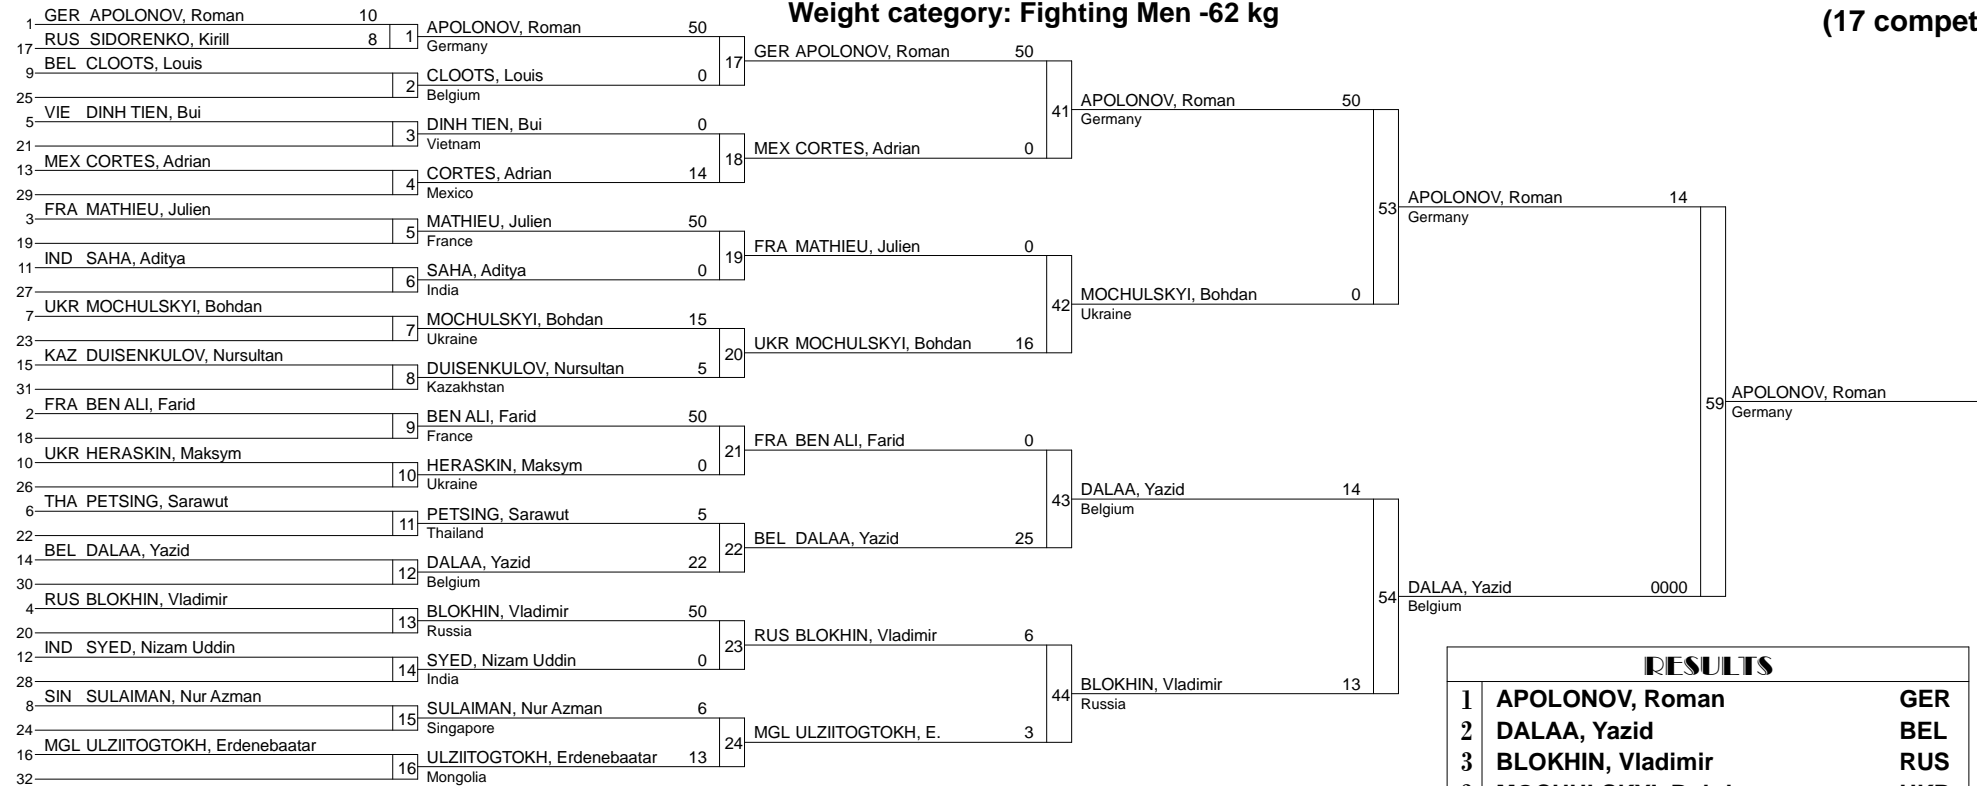 Weight category: Fighting Men -62 kg
(17 compet
1 GER APOLONOV, Roman 10
17 RUS SIDORENKO, Kirill 8
9 BEL CLOOTS, Louis
25
5 VIE DINH TIEN, Bui
21
13 MEX CORTES, Adrian
29
3 FRA MATHIEU, Julien
19
11 IND SAHA, Aditya
27
7 UKR MOCHULSKYI, Bohdan
23
15 KAZ DUISENKULOV, Nursultan
31
2 FRA BEN ALI, Farid
18
10 UKR HERASKIN, Maksym
26
6 THA PETSING, Sarawut
22
14 BEL DALAA, Yazid
30
4 RUS BLOKHIN, Vladimir
20
12 IND SYED, Nizam Uddin
28
8 SIN SULAIMAN, Nur Azman
24
16 MGL ULZIITOGTOKH, Erdenebaatar
32
1 APOLONOV, Roman 50
Germany
2 CLOOTS, Louis 0
Belgium
3 DINH TIEN, Bui 0
Vietnam
4 CORTES, Adrian 14
Mexico
5 MATHIEU, Julien 50
France
6 SAHA, Aditya 0
India
7 MOCHULSKYI, Bohdan 15
Ukraine
8 DUISENKULOV, Nursultan 5
Kazakhstan
9 BEN ALI, Farid 50
France
10 HERASKIN, Maksym 0
Ukraine
11 PETSING, Sarawut 5
Thailand
12 DALAA, Yazid 22
Belgium
13 BLOKHIN, Vladimir 50
Russia
14 SYED, Nizam Uddin 0
India
15 SULAIMAN, Nur Azman 6
Singapore
16 ULZIITOGTOKH, Erdenebaatar 13
Mongolia
17 GER APOLONOV, Roman 50
18 MEX CORTES, Adrian 0
19 FRA MATHIEU, Julien 0
20 UKR MOCHULSKYI, Bohdan 16
21 FRA BEN ALI, Farid 0
22 BEL DALAA, Yazid 25
23 RUS BLOKHIN, Vladimir 6
24 MGL ULZIITOGTOKH, E. 3
41 APOLONOV, Roman 50
Germany
42 MOCHULSKYI, Bohdan 0
Ukraine
43 DALAA, Yazid 14
Belgium
44 BLOKHIN, Vladimir 13
Russia
53 APOLONOV, Roman 14
Germany
54 DALAA, Yazid 0000
Belgium
59 APOLONOV, Roman
Germany
RESULTS
1 APOLONOV, Roman GER
2 DALAA, Yazid BEL
3 BLOKHIN, Vladimir RUS